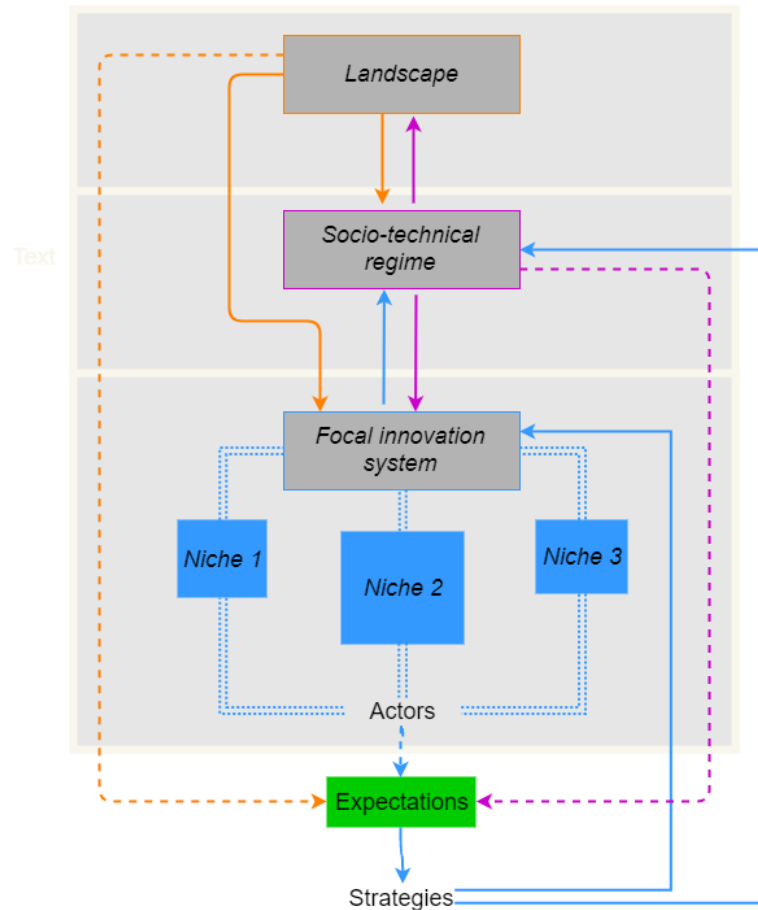 Landscape
Socio-technical
regime
Text
Focal innovation
system
Niche 1
Niche 2
Niche 3
Actors
Expectations
Strategies